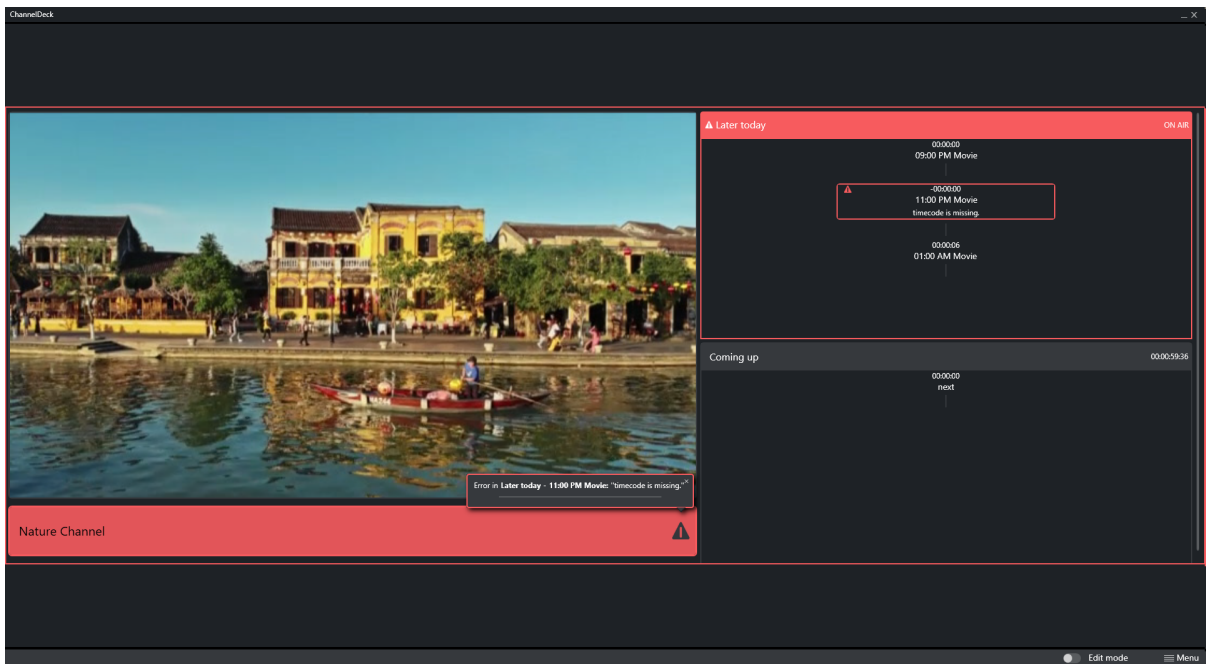 ChannelDeck
Later today
ON AIR
00:00:00
09:00 PM Movie
-00:00:00
11:00 PM Movie
timecode is missing.
00:00:06
01:00 AM Movie
Coming up
00:00:59:36
00:00:00
next
Error in Later today - 11:00 PM Movie: "timecode is missing."
Nature Channel
Edit mode
Menu